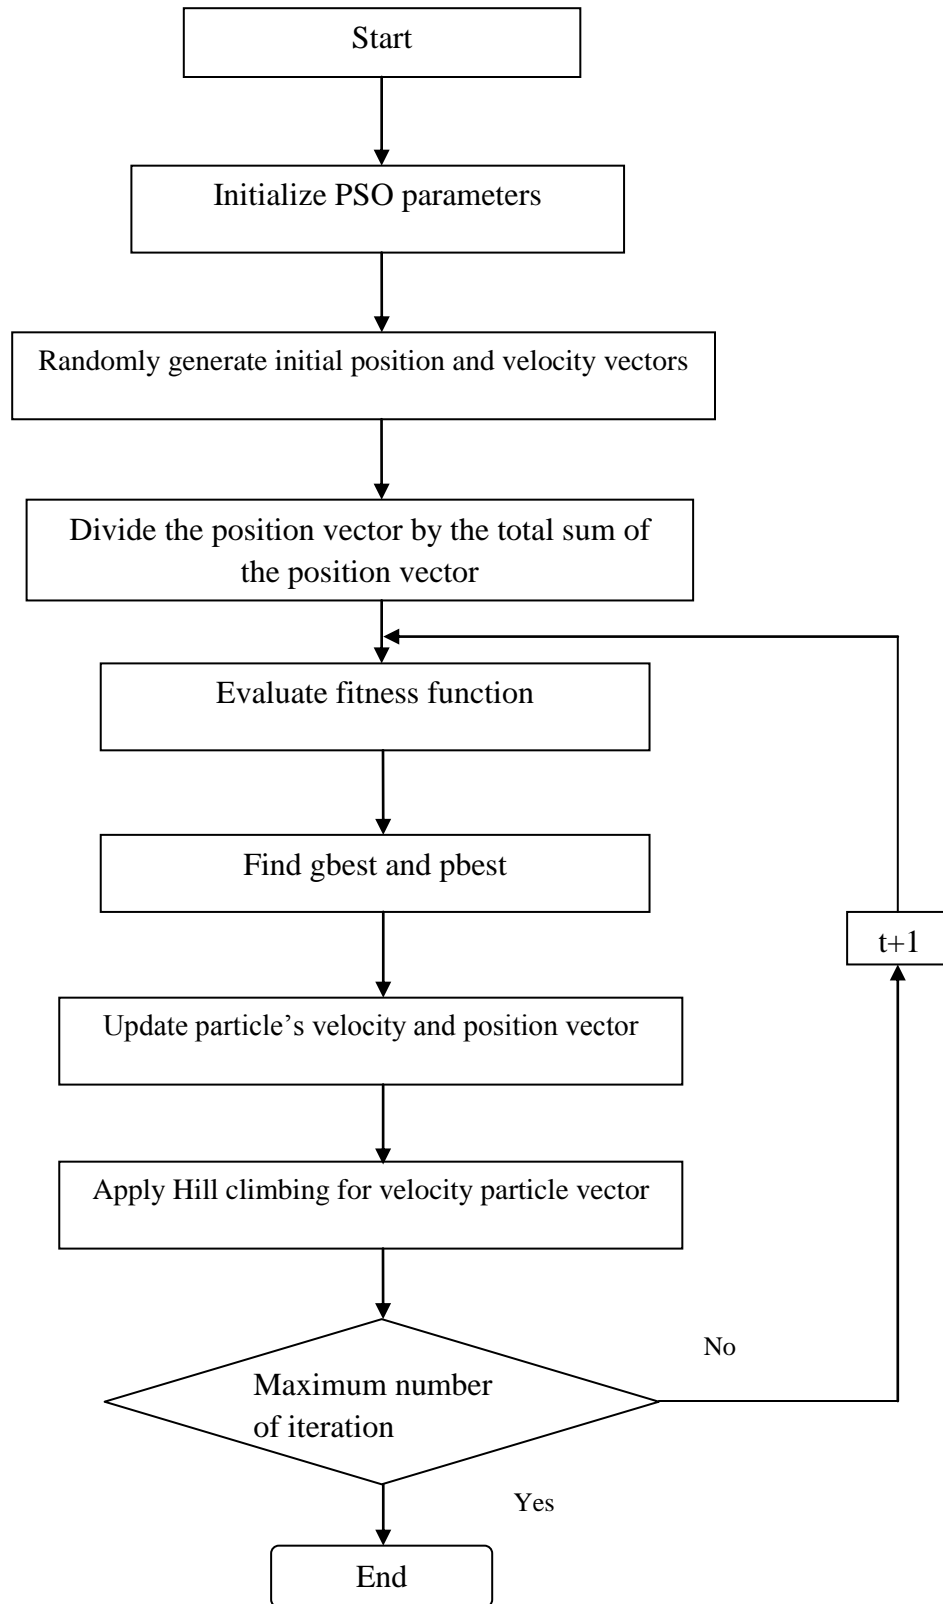 Start
Initialize PSO parameters
Randomly generate initial position and velocity vectors
Divide the position vector by the total sum of
the position vector
Evaluate fitness function
Find gbest and pbest
t+1
Update particle’s velocity and position vector
Apply Hill climbing for velocity particle vector
No
Maximum number
of iteration
Yes
End